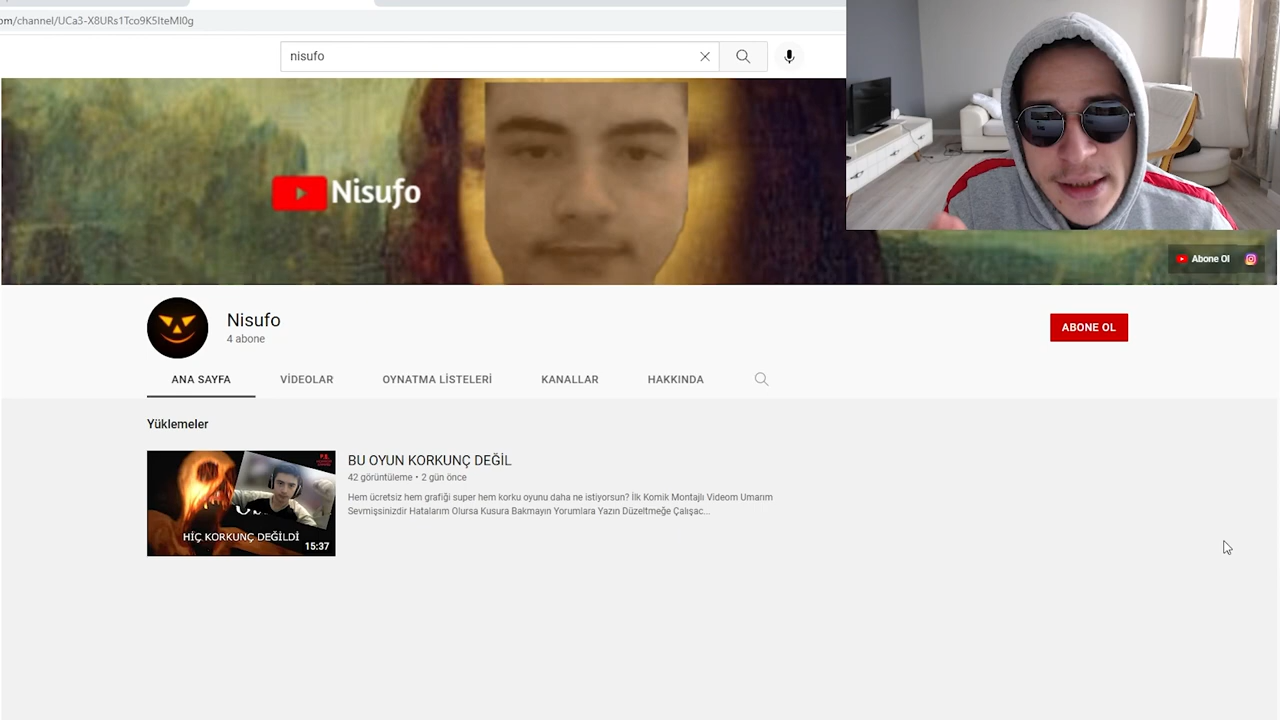 om/channel/UCa3-X8URs1Tco9K5IteMI0g
nisufo
Nisufo
Abone Ol
Nisufo
4 abone
ABONE OL
ANA SAYFA
VİDEOLAR
OYNATMA LİSTELERİ
KANALLAR
HAKKINDA
Yüklemeler
HİÇ KORKUNÇ DEĞİLDİ
15:37
BU OYUN KORKUNÇ DEĞİL
42 görüntüleme • 2 gün önce
Hem ücretsiz hem grafiği super hem korku oyunu daha ne istiyorsun? İlk Komik Montajlı Videom Umarım
Sevmişsinizdir Hatalarım Olursa Kusura Bakmayın Yorumlara Yazın Düzeltmeğe Çalışac...